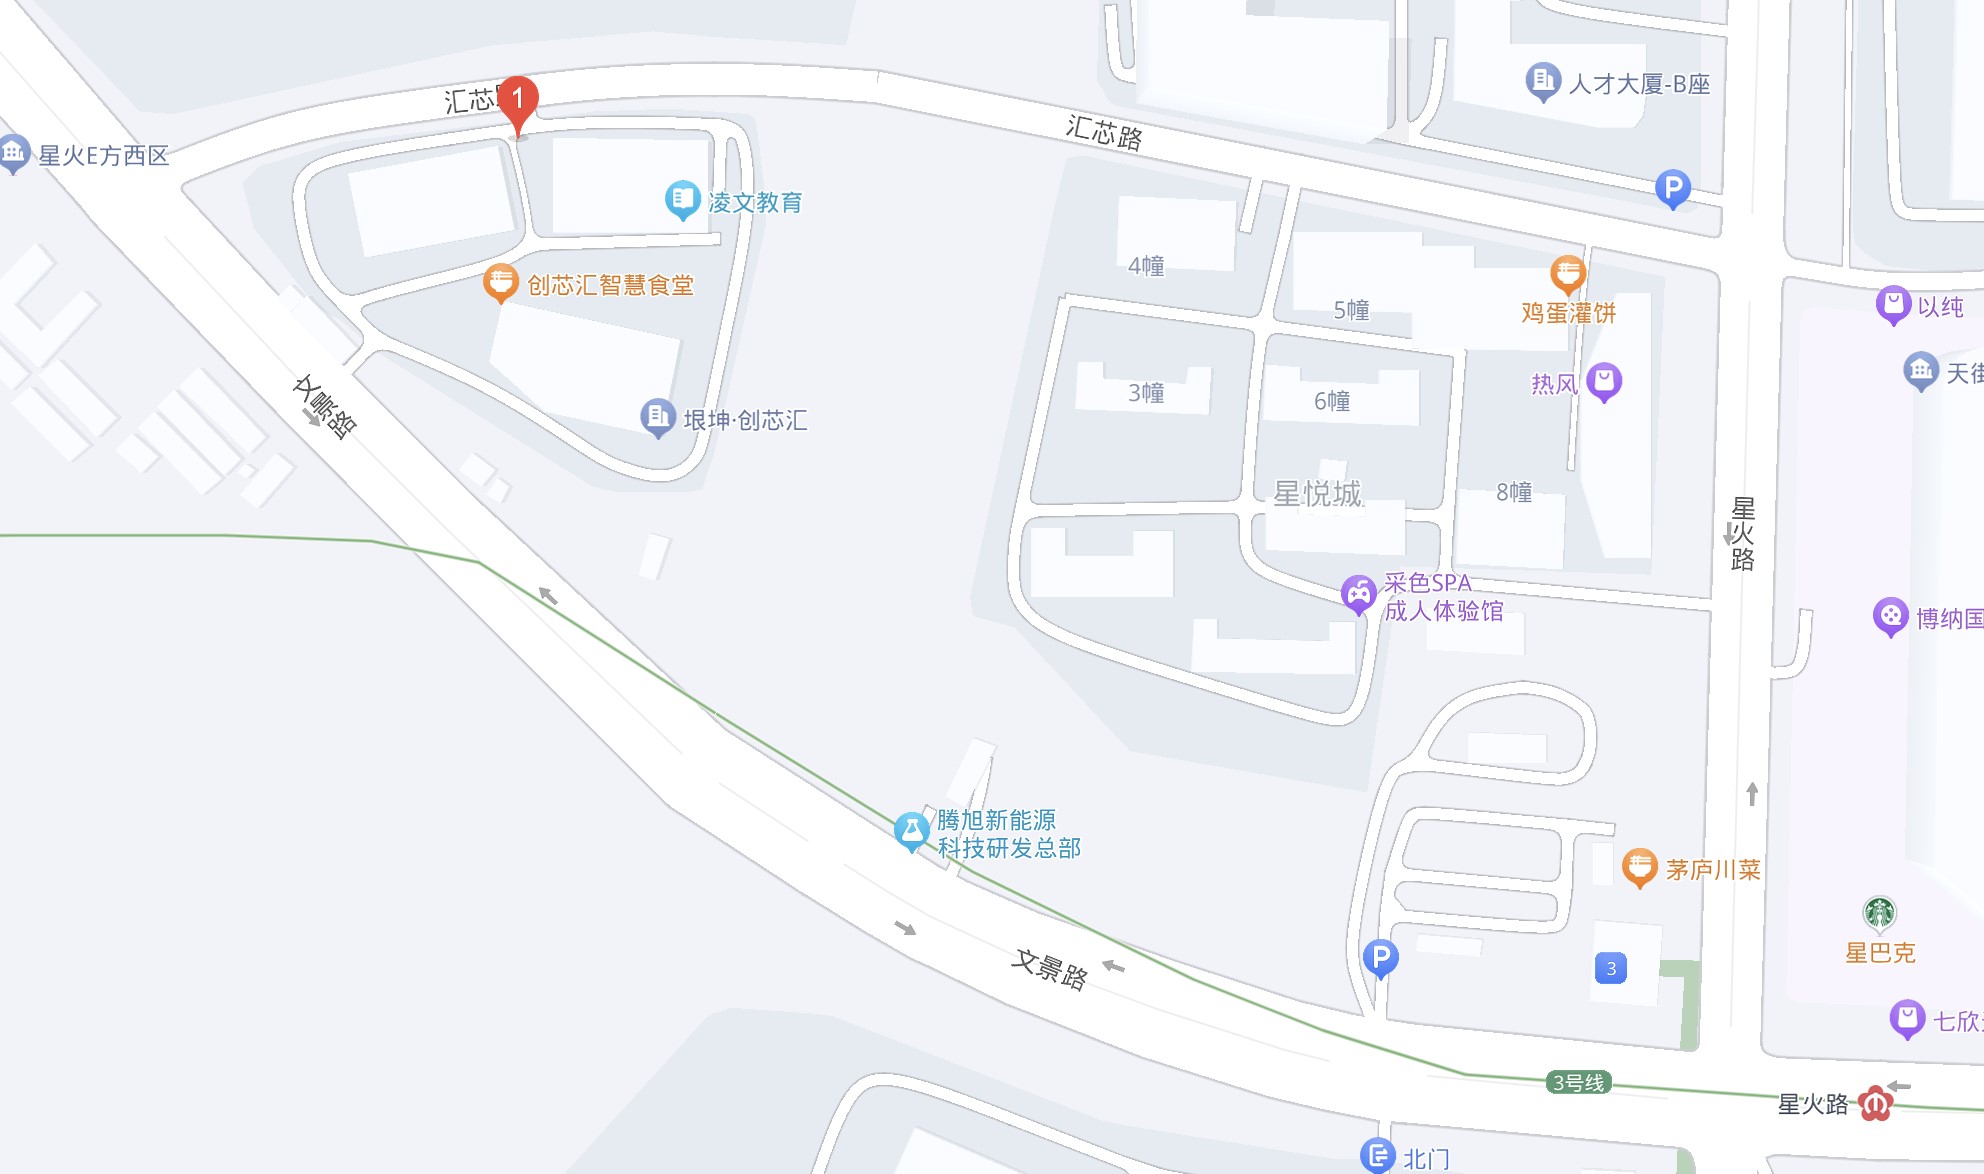 汇芯路
1
汇芯路
人才大厦-B座
星火E方西区
P
凌文教育
4幢
创芯汇智慧食堂
5幢
鸡蛋灌饼
以纯
天街
3幢
6幢
热风
文景路
垠坤·创芯汇
星悦城
8幢
星火路
采色SPA
成人体验馆
博纳国
腾旭新能源
科技研发总部
茅庐川菜
星巴克
文景路
P
3
七欣
3号线
星火路
北门